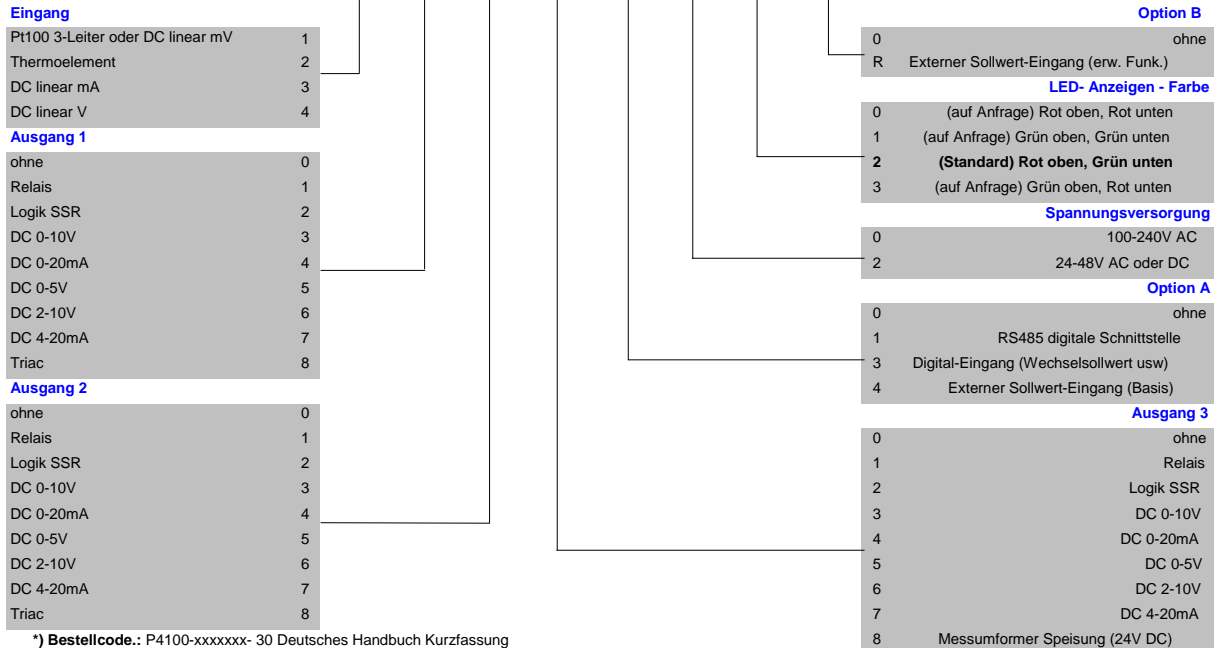 Eingang
Pt100 3-Leiter oder DC linear mV 1
Thermoelement 2
DC linear mA 3
DC linear V 4
Ausgang 1
ohne 0
Relais 1
Logik SSR 2
DC 0-10V 3
DC 0-20mA 4
DC 0-5V 5
DC 2-10V 6
DC 4-20mA 7
Triac 8
Ausgang 2
ohne 0
Relais 1
Logik SSR 2
DC 0-10V 3
DC 0-20mA 4
DC 0-5V 5
DC 2-10V 6
DC 4-20mA 7
Triac 8
*) Bestellcode.: P4100-xxxxxxx- 30 Deutsches Handbuch Kurzfassung
Option B
0 ohne
R Externer Sollwert-Eingang (erw. Funk.)
LED- Anzeigen - Farbe
0 (auf Anfrage) Rot oben, Rot unten
1 (auf Anfrage) Grün oben, Grün unten
2 (Standard) Rot oben, Grün unten
3 (auf Anfrage) Grün oben, Rot unten
Spannungsversorgung
0 100-240V AC
2 24-48V AC oder DC
Option A
0 ohne
1 RS485 digitale Schnittstelle
3 Digital-Eingang (Wechselsollwert usw)
4 Externer Sollwert-Eingang (Basis)
Ausgang 3
0 ohne
1 Relais
2 Logik SSR
3 DC 0-10V
4 DC 0-20mA
5 DC 0-5V
6 DC 2-10V
7 DC 4-20mA
8 Messumformer Speisung (24V DC)